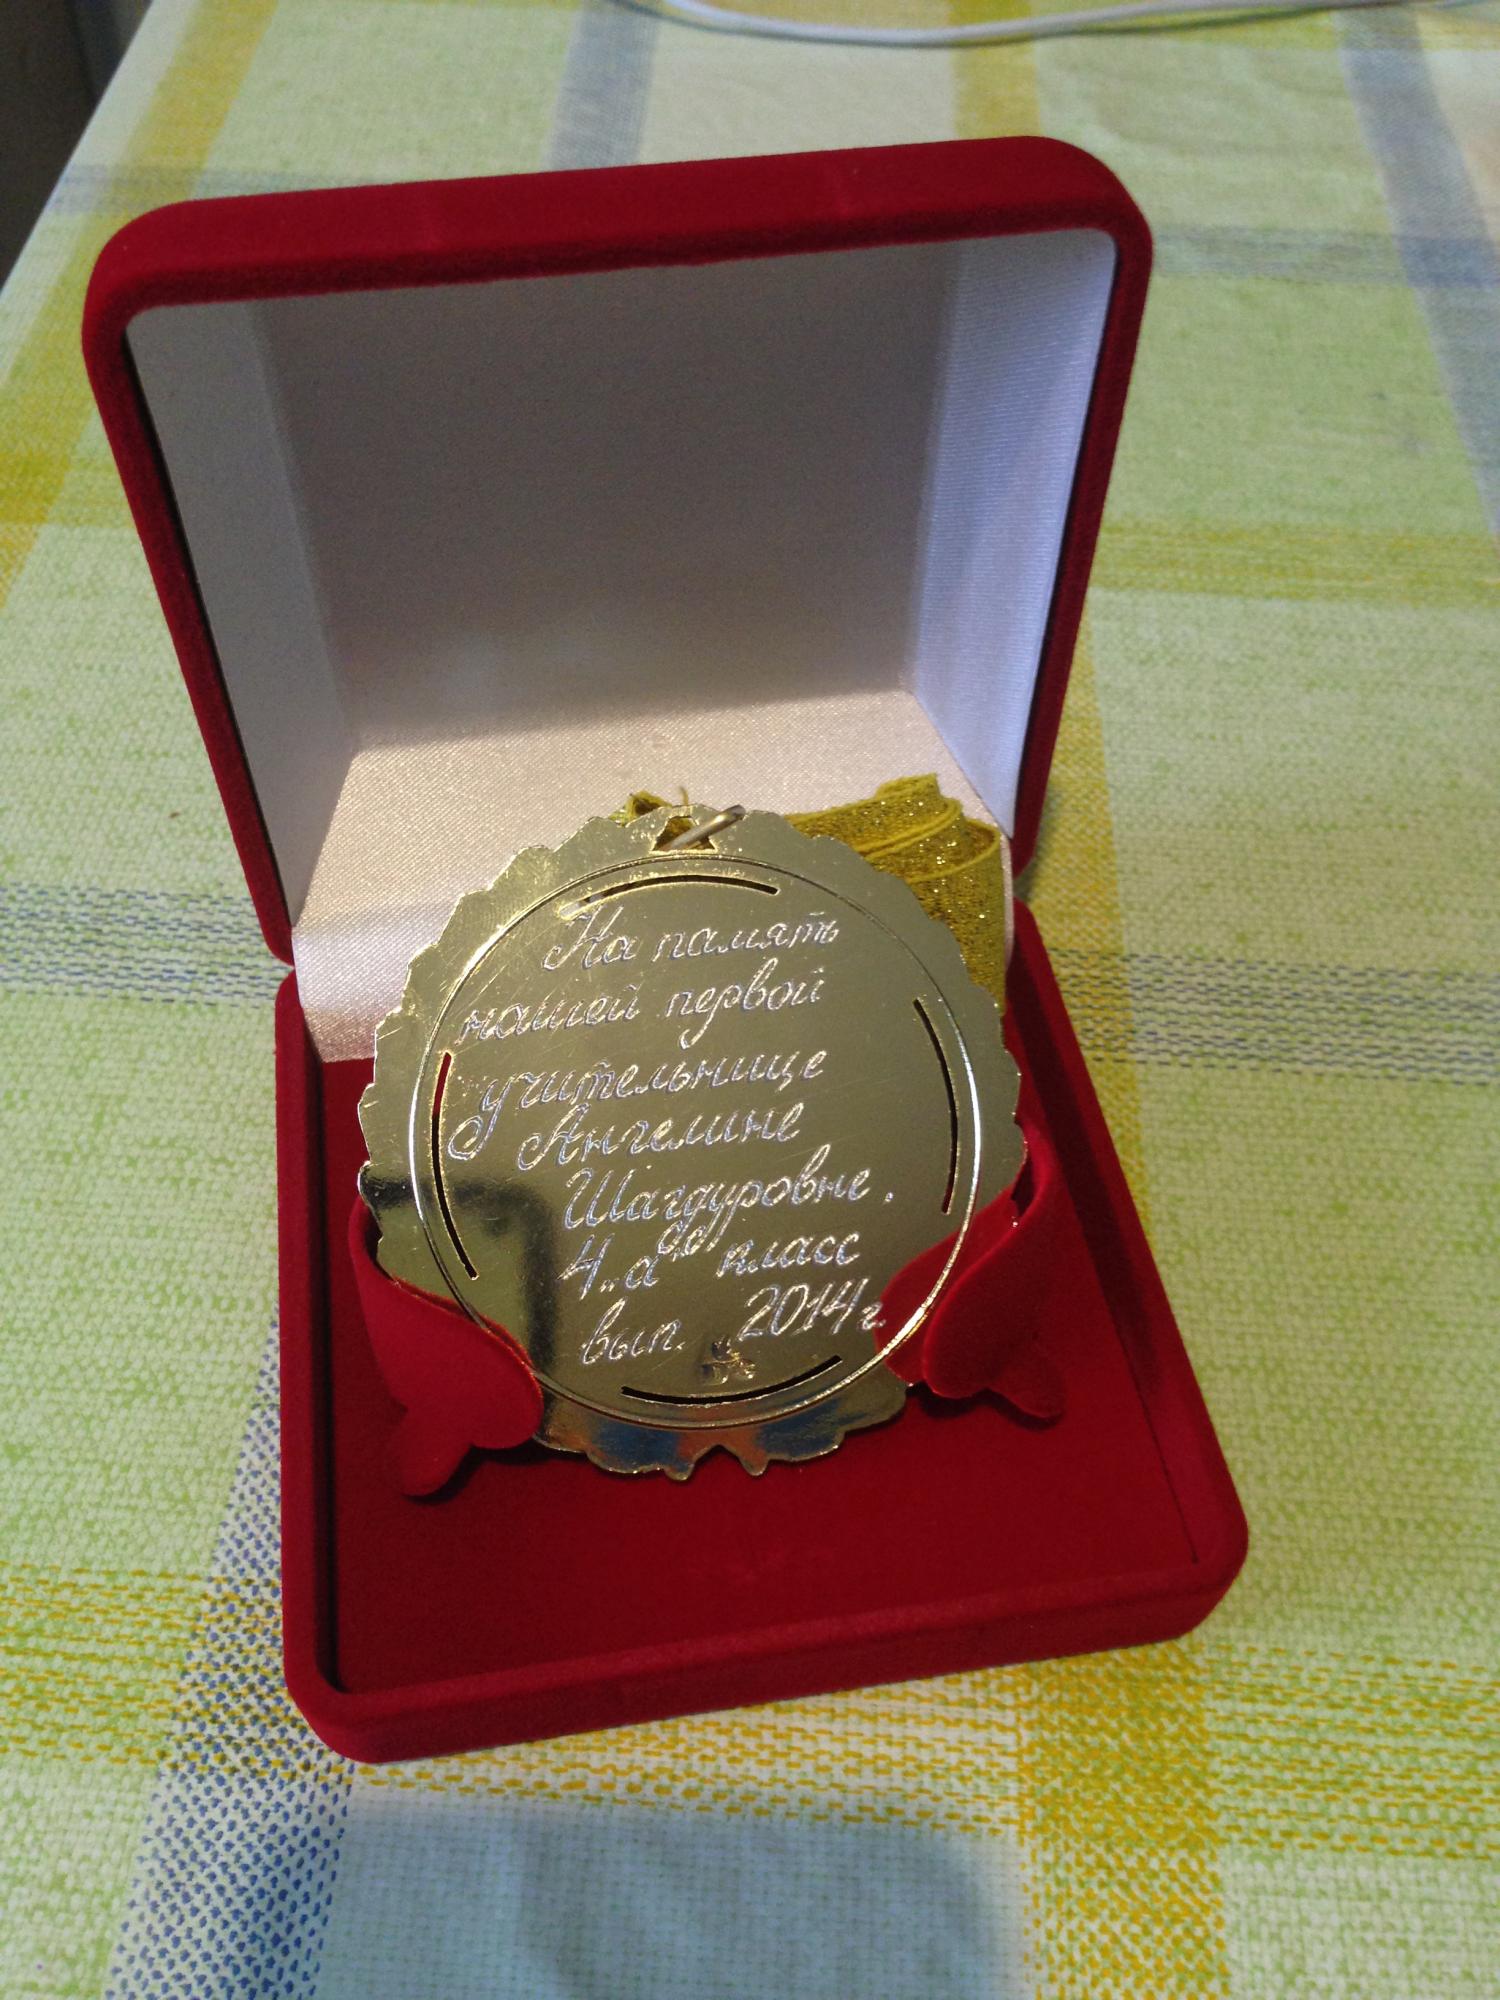 На память
нашей первой
учительнице
Ангелине
Шагдуровне.
4„а" класс
вып. 2014г.